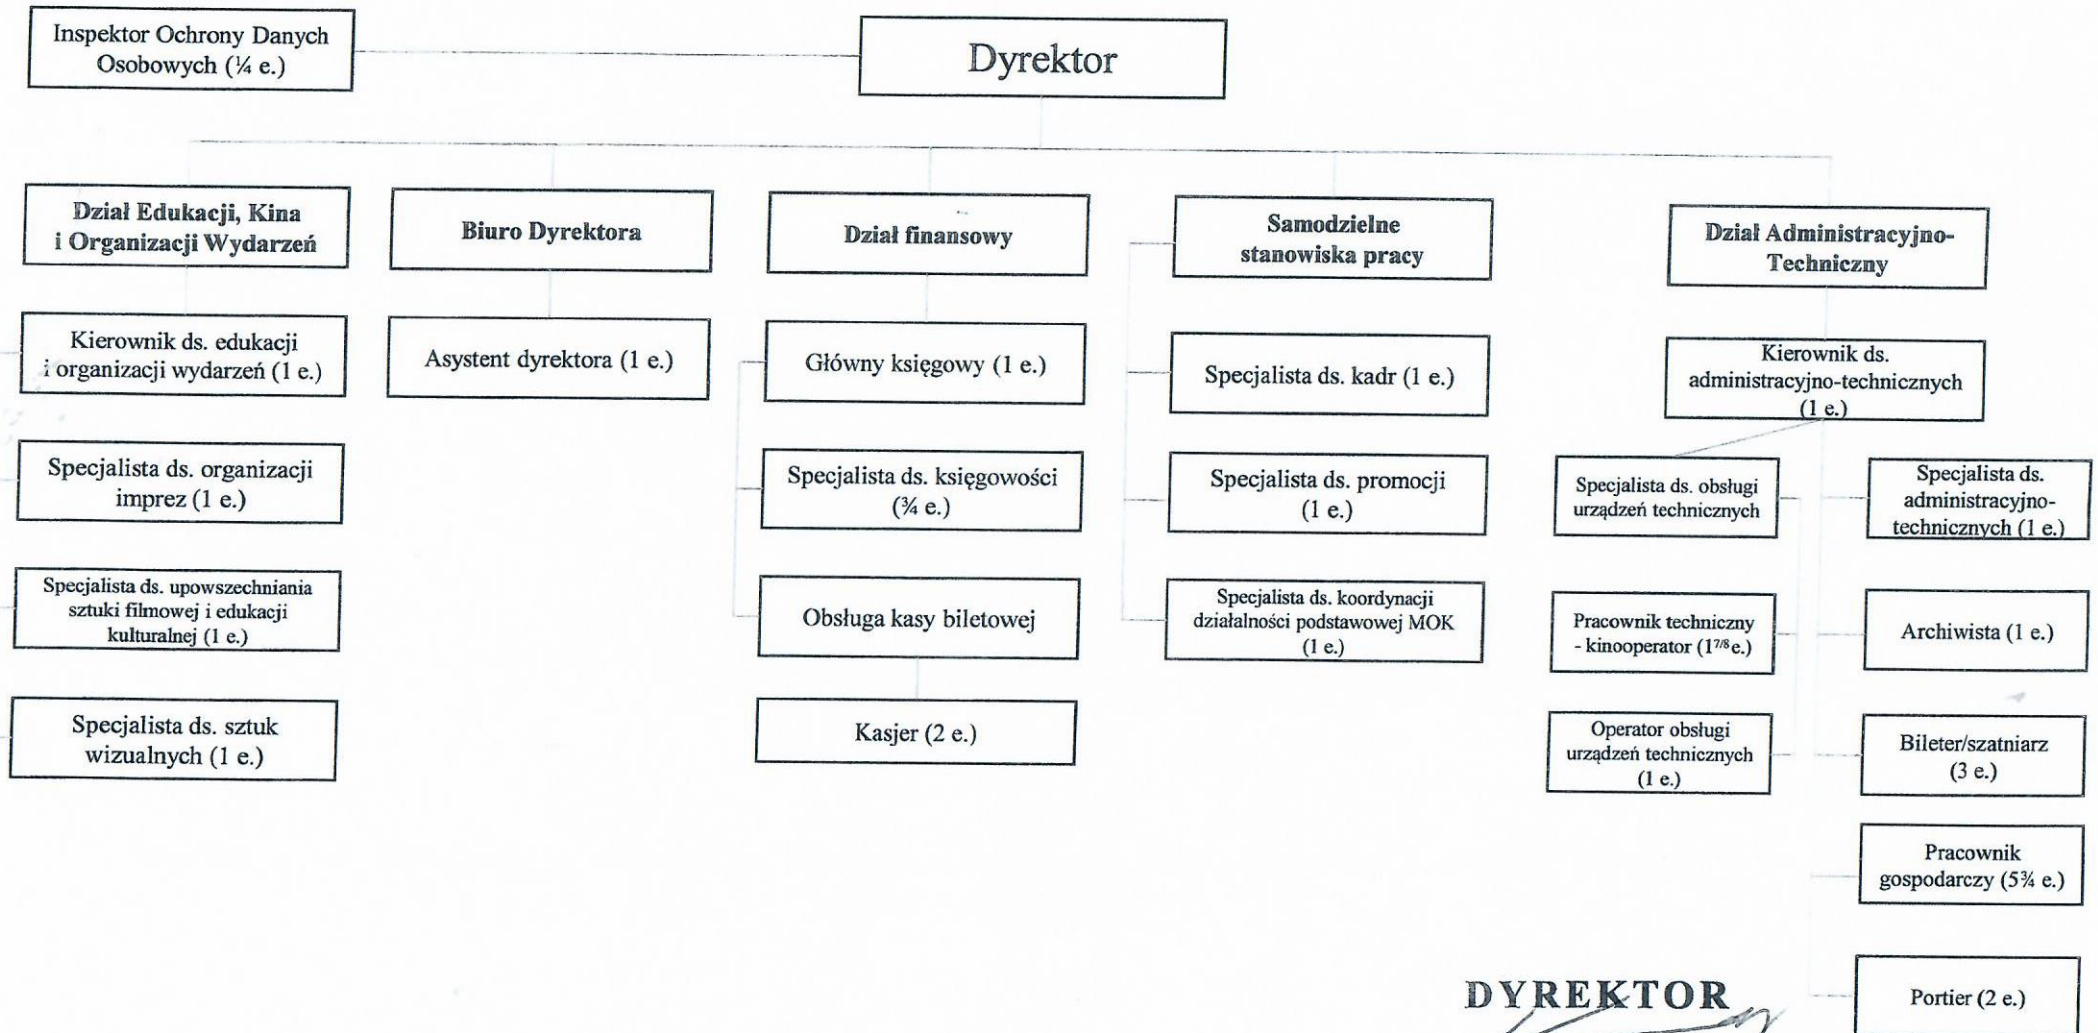 Inspektor Ochrony Danych
Osobowych (¼ e.)
Dyrektor
Dział Edukacji, Kina
i Organizacji Wydarzeń
Biuro Dyrektora
Dział finansowy
Samodzielne
stanowiska pracy
Dział Administracyjno-
Techniczny
Kierownik ds. edukacji
i organizacji wydarzeń (1 e.)
Asystent dyrektora (1 e.)
Główny księgowy (1 e.)
Specjalista ds. kadr (1 e.)
Kierownik ds.
administracyjno-technicznych
(1 e.)
Specjalista ds. organizacji
imprez (1 e.)
Specjalista ds. księgowości
(¾ e.)
Specjalista ds. promocji
(1 e.)
Specjalista ds. obsługi
urządzeń technicznych
Specjalista ds.
administracyjno-
technicznych (1 e.)
Specjalista ds. upowszechniania
sztuki filmowej i edukacji
kulturalnej (1 e.)
Obsługa kasy biletowej
Specjalista ds. koordynacji
działalności podstawowej MOK
(1 e.)
Pracownik techniczny
- kinooperator (1⁷/⁸ e.)
Archiwista (1 e.)
Specjalista ds. sztuk
wizualnych (1 e.)
Kasjer (2 e.)
Operator obsługi
urządzeń technicznych
(1 e.)
Bileter/szatniarz
(3 e.)
Pracownik
gospodarczy (5¾ e.)
Portier (2 e.)
DYREKTOR